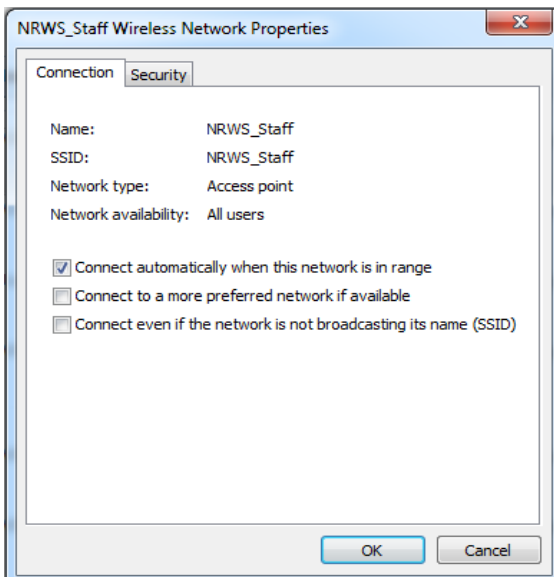 NRWS_Staff Wireless Network Properties
Connection Security
Name: NRWS_Staff
SSID: NRWS_Staff
Network type: Access point
Network availability: All users
Connect automatically when this network is in range
Connect to a more preferred network if available
Connect even if the network is not broadcasting its name (SSID)
OK Cancel